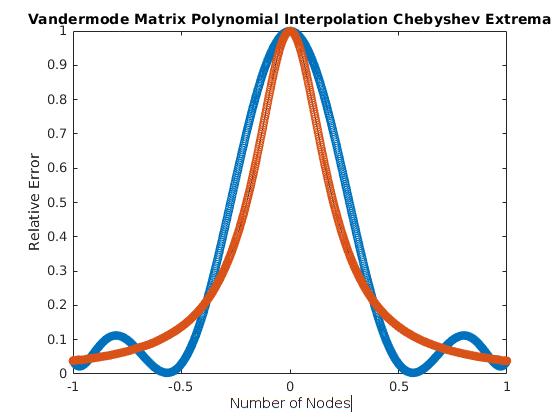 Vandermode Matrix Polynomial Interpolation Chebyshev Extrema
1
0.9
0.8
0.7
0.6
0.5
0.4
0.3
0.2
0.1
0
Relative Error
-1 -0.5 0 0.5 1
Number of Nodes